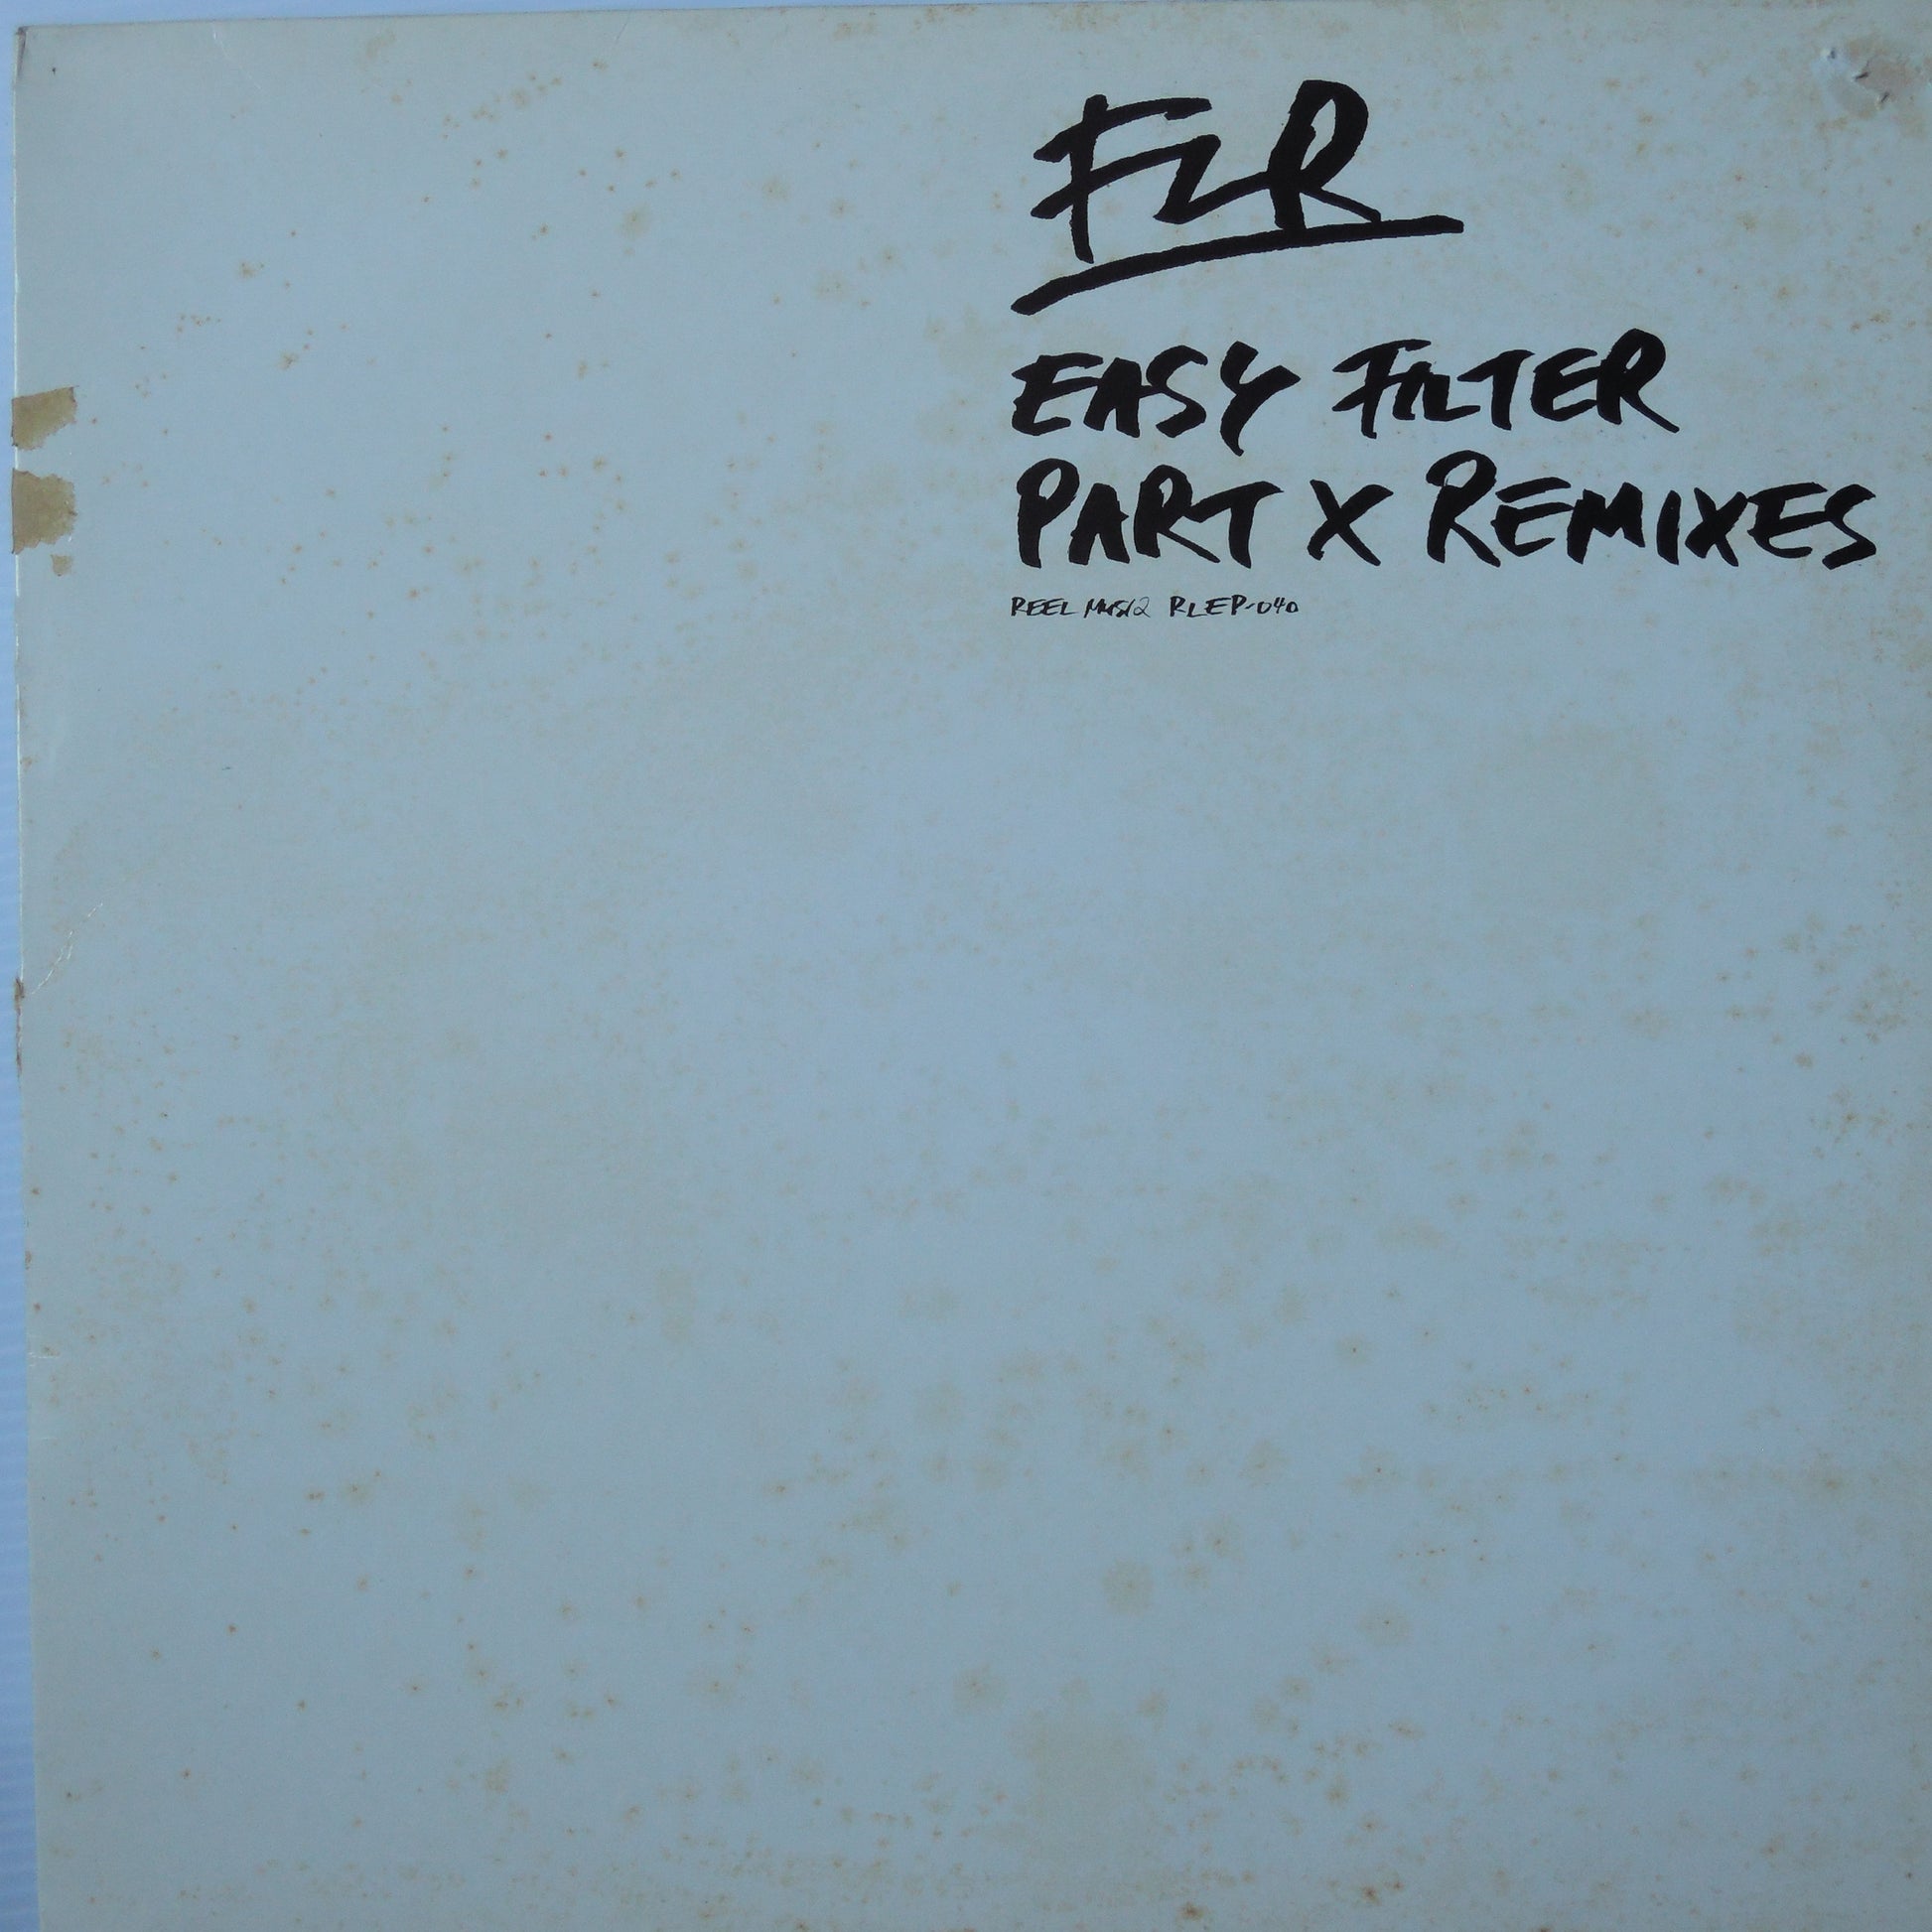 FLR
EASY FILTER
PART X REMIXES
REEL MUSIQ RLEP-040